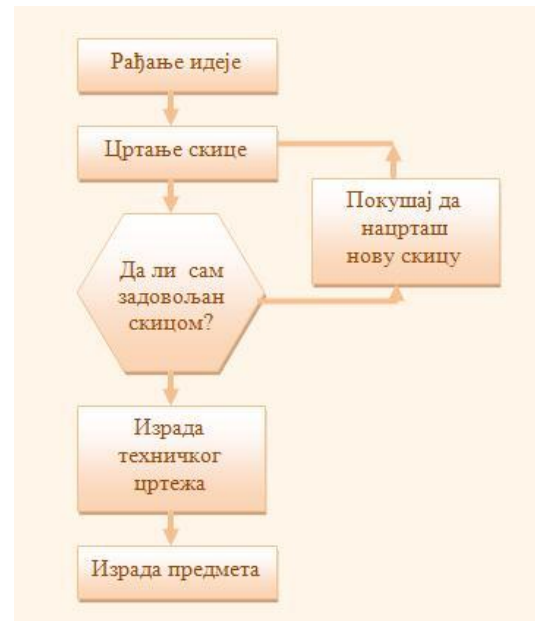 Рађање идеје
Цртање скице
Покушај да
нацрташ
нову скицу
Да ли сам
задовољан
скицом?
Израда
техничког
цртежа
Израда предмета